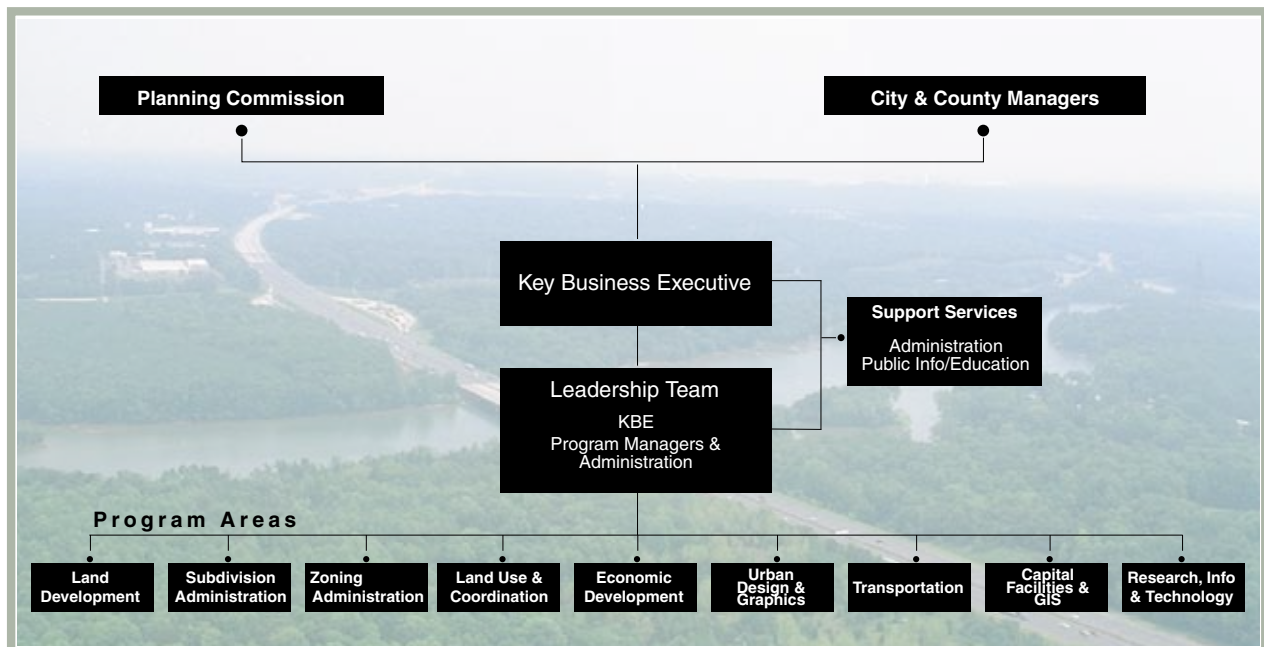 Planning Commission
City & County Managers
Key Business Executive
Support Services
Administration
Public Info/Education
Leadership Team
KBE
Program Managers &
Administration
Program Areas
Land
Development
Subdivision
Administration
Zoning
Administration
Land Use &
Coordination
Economic
Development
Urban
Design &
Graphics
Transportation
Capital
Facilities &
GIS
Research, Info
& Technology